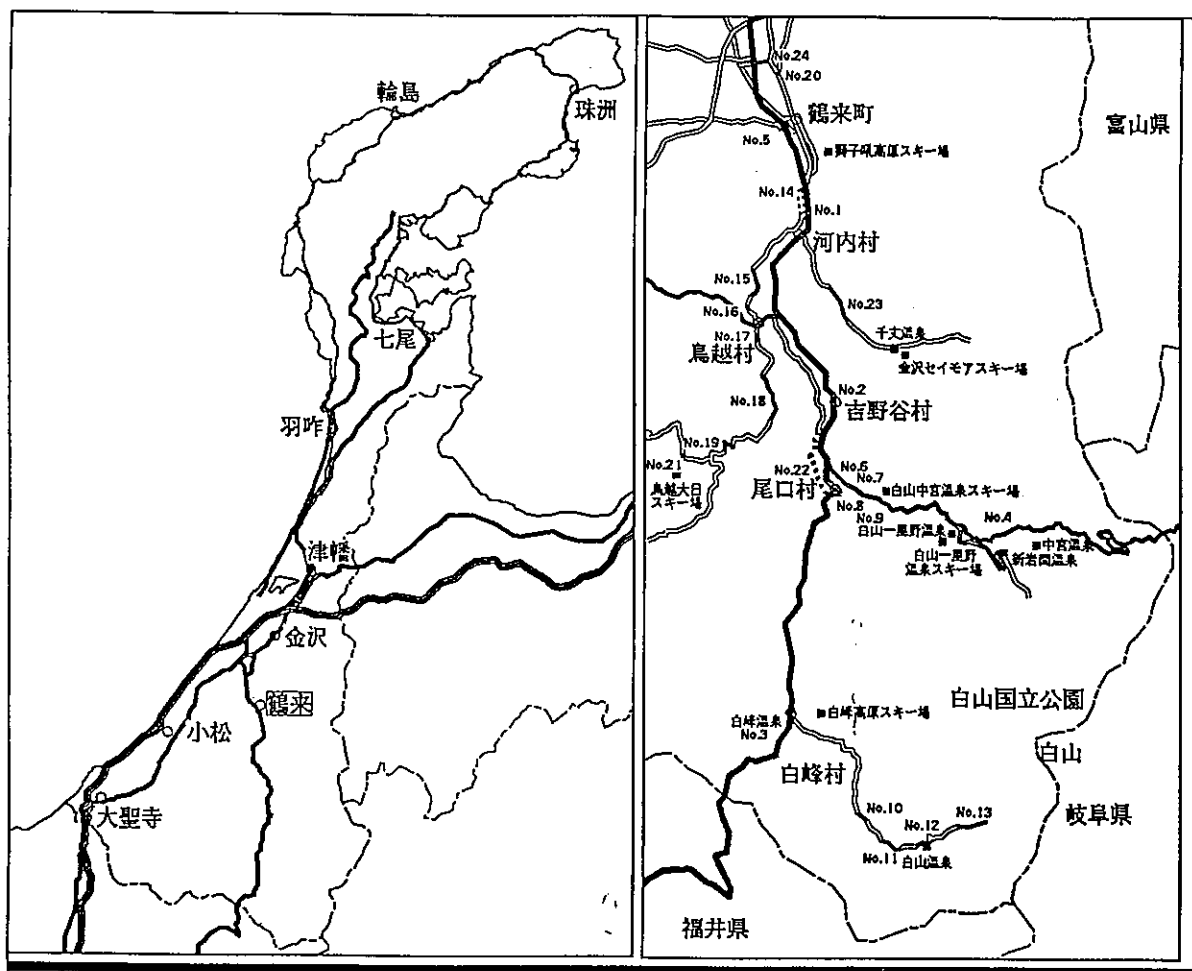 輪島
珠洲
七尾
羽咋
津幡
金沢
鶴来
小松
大聖寺
No.24
No.20
鶴来町
富山県
No.5
獅子吼高原スキー場
No.14
No.1
河内村
No.15
No.23
No.16
千丈温泉
No.17
鳥越村
金沢セイモアスキー場
No.2
No.18
吉野谷村
No.19
No.6
No.21
No.22
No.7
鳥越大日
スキー場
尾口村
白山中宮温泉スキー場
No.8
No.9
No.4
白山一里野温泉
中宮温泉
白山一里野
温泉スキー場
新岩間温泉
白山国立公園
白峰温泉
白峰高原スキー場
No.3
白山
白峰村
岐阜県
No.10
No.12
No.13
No.11
白山温泉
福井県